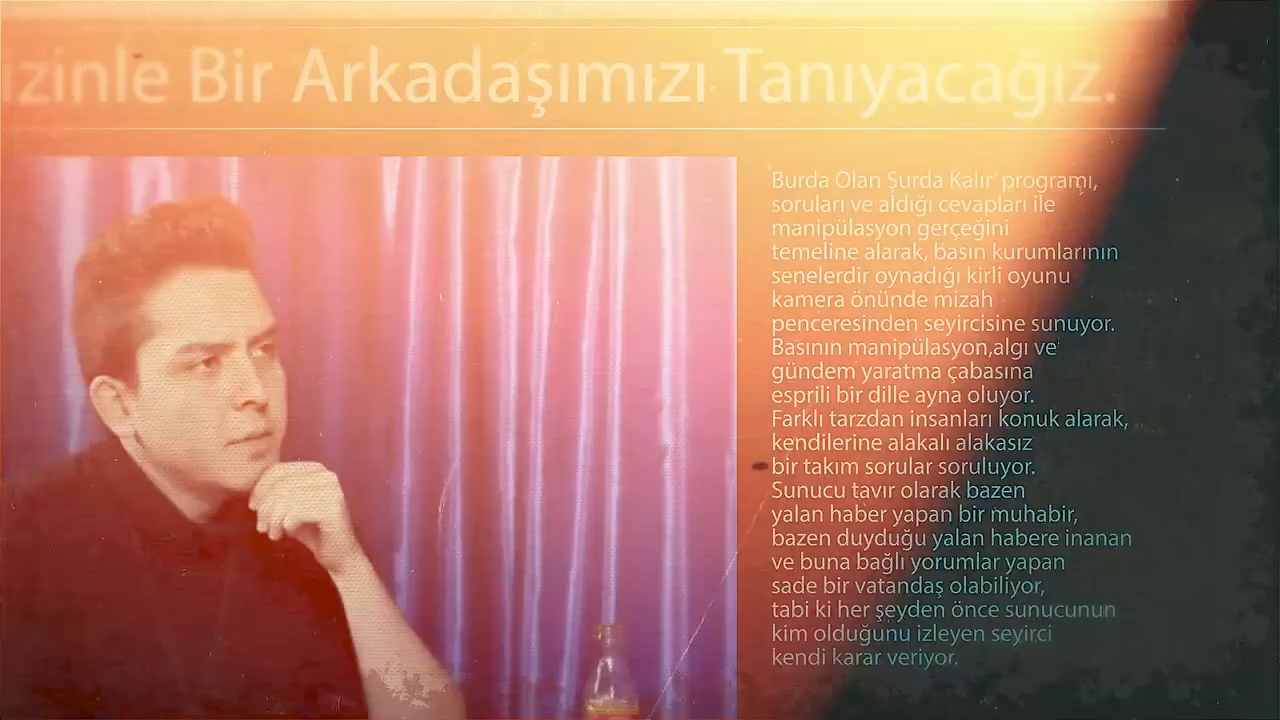 izinle Bir Arkadaşımızı Tanıyacağız.
Burda Olan Şurda Kalır' programı,
soruları ve aldığı cevapları ile
manipülasyon gerçeğini
temeline alarak, basın kurumlarının
senelerdir oynadığı kirli oyunu
kamera önünde mizah
penceresinden seyircisine sunuyor.
Basının manipülasyon,algı ve
gündem yaratma çabasına
esprili bir dille ayna oluyor.
Farklı tarzdan insanları konuk alarak,
kendilerine alakalı alakasız
bir takım sorular soruluyor.
Sunucu tavır olarak bazen
yalan haber yapan bir muhabir,
bazen duyduğu yalan habere inanan
ve buna bağlı yorumlar yapan
sade bir vatandaş olabiliyor,
tabi ki her şeyden önce sunucunun
kim olduğunu izleyen seyirci
kendi karar veriyor.